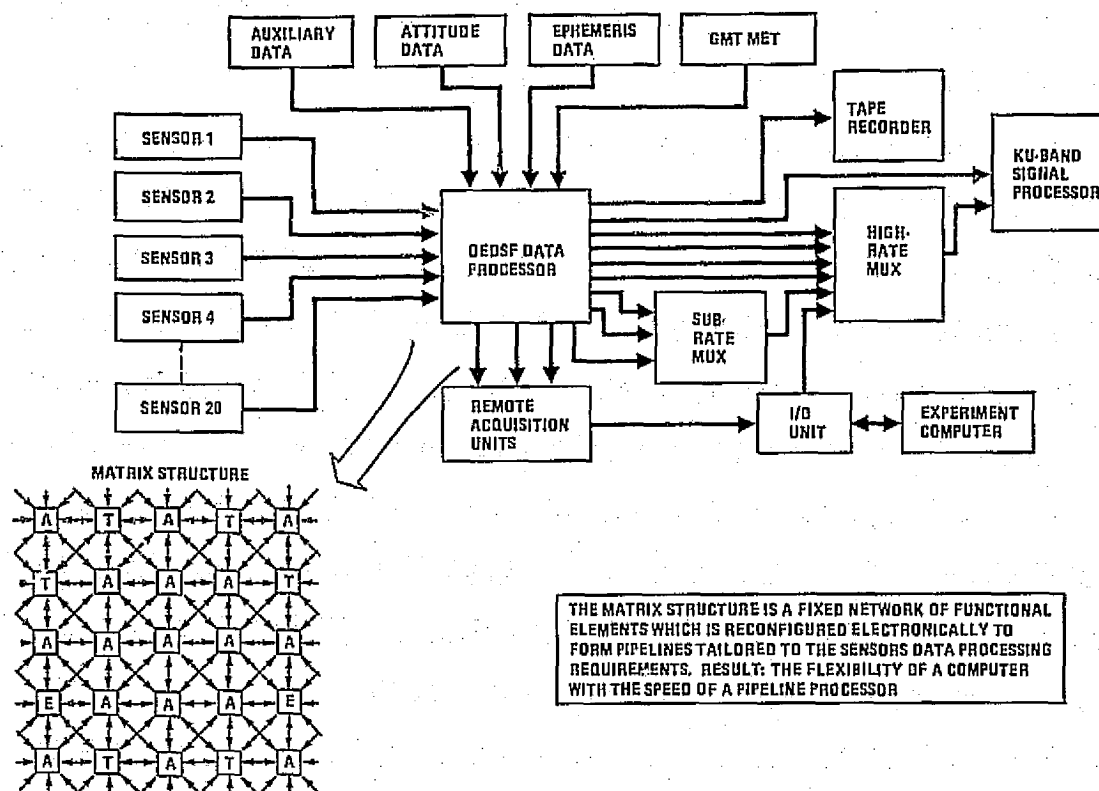 AUXILIARY
DATA
ATTITUDE
DATA
EPHEMERIS
DATA
GMT MET
TAPE
RECORDER
KU-BAND
SIGNAL
PROCESSOR
SENSOR 1
SENSOR 2
SENSOR 3
SENSOR 4
SENSOR 20
OEDSF DATA
PROCESSOR
HIGH-
RATE
MUX
SUB-
RATE
MUX
REMOTE
ACQUISITION
UNITS
I/O
UNIT
EXPERIMENT
COMPUTER
MATRIX STRUCTURE
A T A T A
T A A A T
A A A A A
E A A A E
A T A T A
THE MATRIX STRUCTURE IS A FIXED NETWORK OF FUNCTIONAL
ELEMENTS WHICH IS RECONFIGURED ELECTRONICALLY TO
FORM PIPELINES TAILORED TO THE SENSORS DATA PROCESSING
REQUIREMENTS. RESULT: THE FLEXIBILITY OF A COMPUTER
WITH THE SPEED OF A PIPELINE PROCESSOR